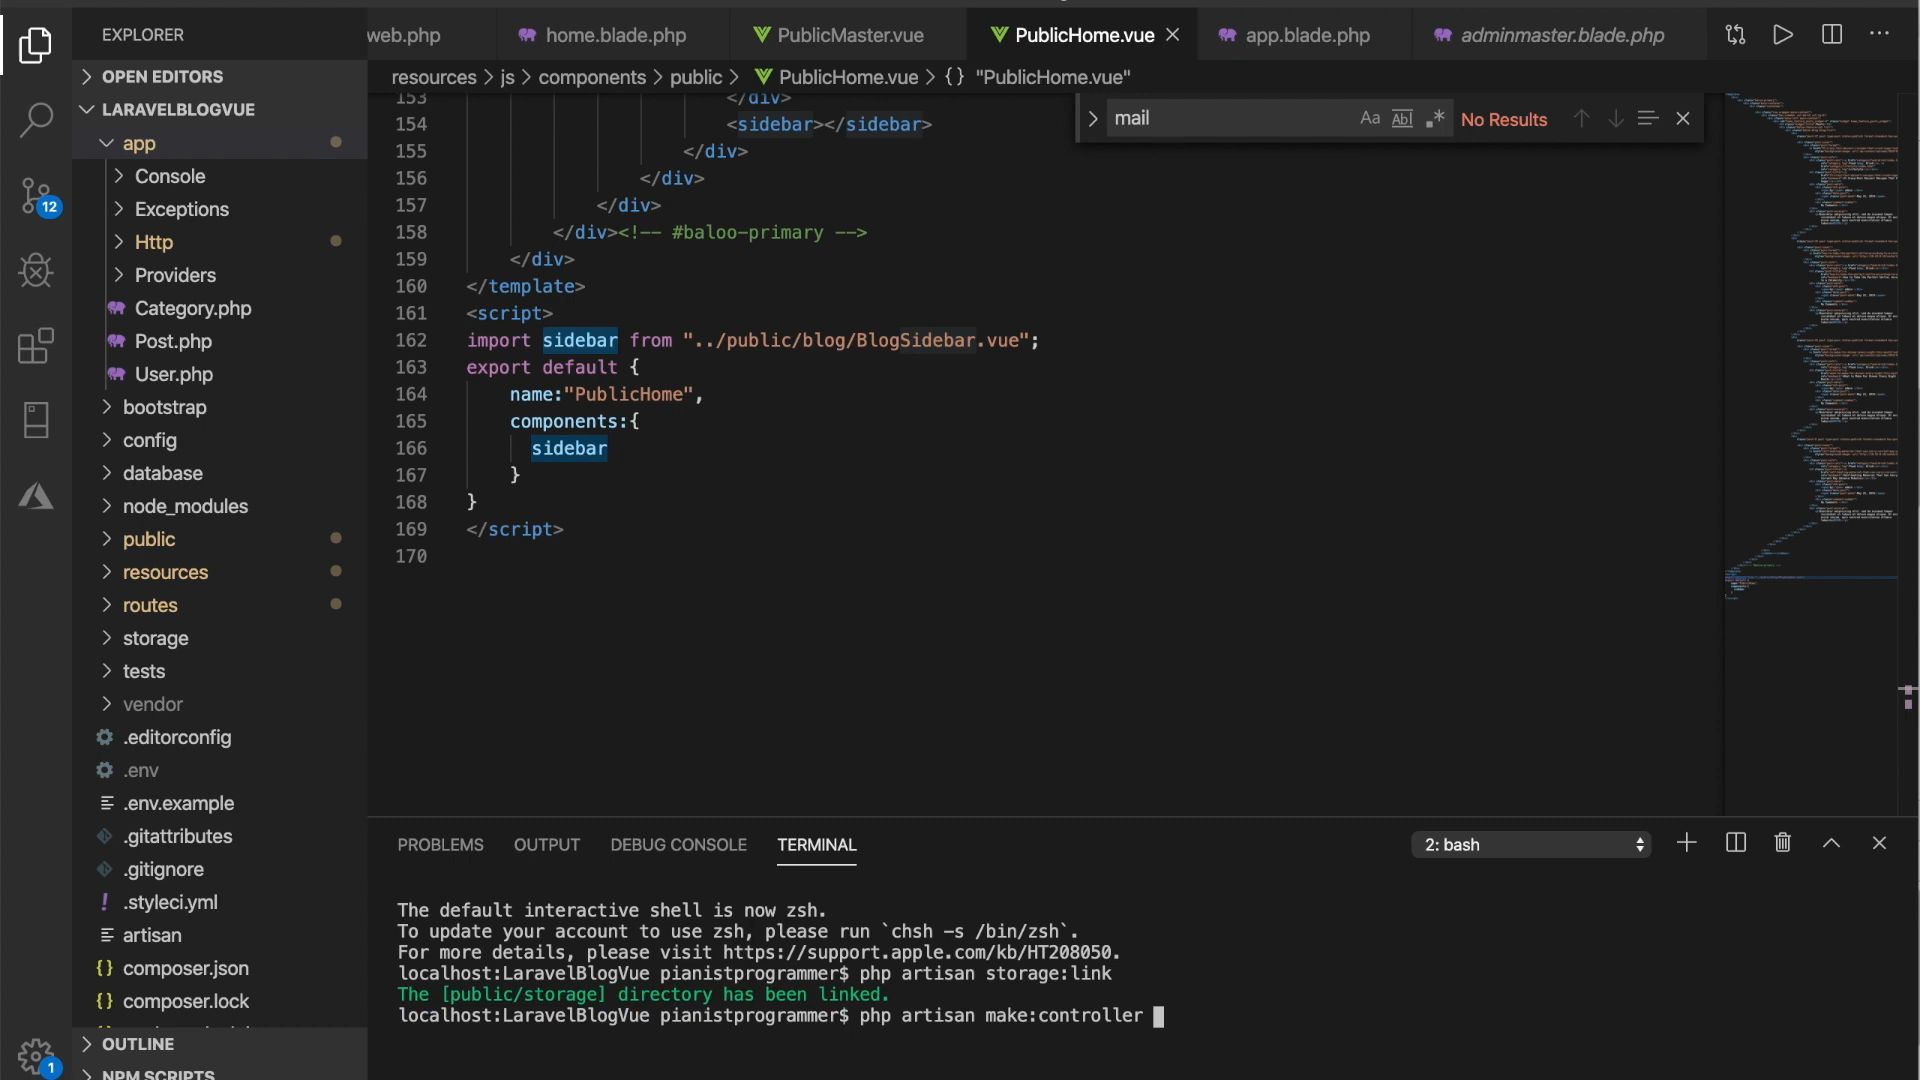 EXPLORER
web.php
home.blade.php
PublicMaster.vue
PublicHome.vue
app.blade.php
adminmaster.blade.php
OPEN EDITORS
LARAVELBLOGVUE
app
Console
Exceptions
Http
Providers
Category.php
Post.php
User.php
bootstrap
config
database
node_modules
public
resources
routes
storage
tests
vendor
.editorconfig
.env
.env.example
.gitattributes
.gitignore
.styleci.yml
artisan
composer.json
composer.lock
OUTLINE
NPM SCRIPTS
12
1
resources > js > components > public > PublicHome.vue > {} "PublicHome.vue"
mail
Aa Abl .* No Results
153 </div>
154 <sidebar></sidebar>
155 </div>
156 </div>
157 </div>
158 </div><!-- #baloo-primary -->
159 </div>
160 </template>
161 <script>
162 import sidebar from "../public/blog/BlogSidebar.vue";
163 export default {
164 name:"PublicHome",
165 components:{
166 sidebar
167 }
168 }
169 </script>
170
PROBLEMS OUTPUT DEBUG CONSOLE TERMINAL
2: bash
The default interactive shell is now zsh.
To update your account to use zsh, please run `chsh -s /bin/zsh`.
For more details, please visit https://support.apple.com/kb/HT208050.
localhost:LaravelBlogVue pianistprogrammer$ php artisan storage:link
The [public/storage] directory has been linked.
localhost:LaravelBlogVue pianistprogrammer$ php artisan make:controller